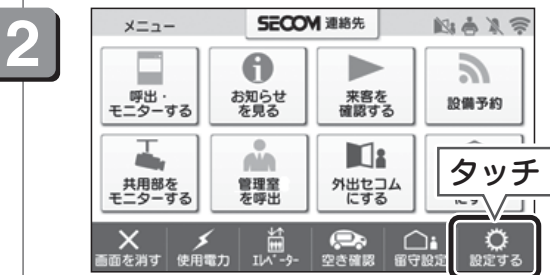 2
メニュー
SECOM 連絡先
呼出・
モニターする
お知らせ
を見る
来客を
確認する
設備予約
共用部を
モニターする
管理室
を呼出
外出セコム
にする
タッチ
にする
画面を消す
使用電力
エレベーター
空き確認
留守設定
設定する